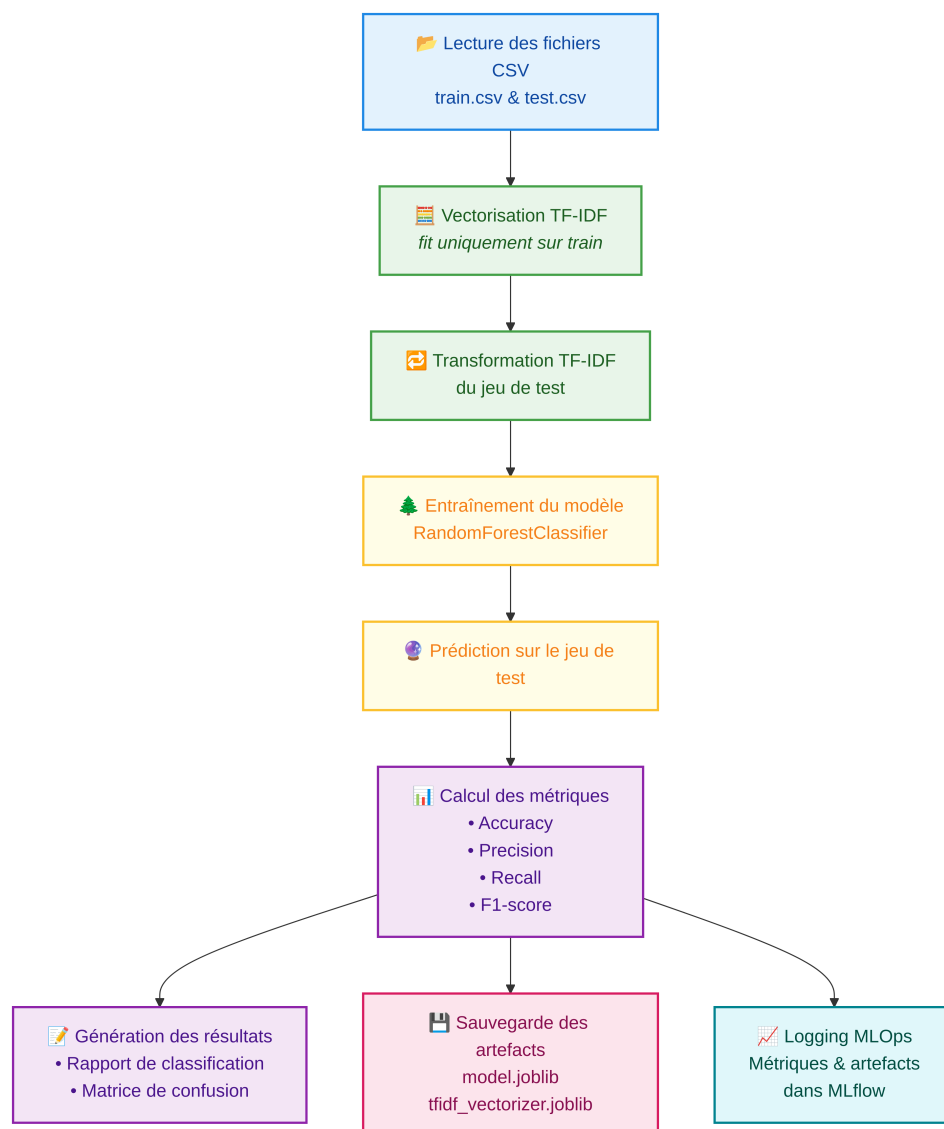 📂 Lecture des fichiers
CSV
train.csv & test.csv
🧮 Vectorisation TF-IDF
fit uniquement sur train
🔁 Transformation TF-IDF
du jeu de test
🌲 Entraînement du modèle
RandomForestClassifier
🔮 Prédiction sur le jeu de
test
📊 Calcul des métriques
• Accuracy
• Precision
• Recall
• F1-score
📝 Génération des résultats
• Rapport de classification
• Matrice de confusion
💾 Sauvegarde des
artefacts
model.joblib
tfidf_vectorizer.joblib
📈 Logging MLOps
Métriques & artefacts
dans MLflow